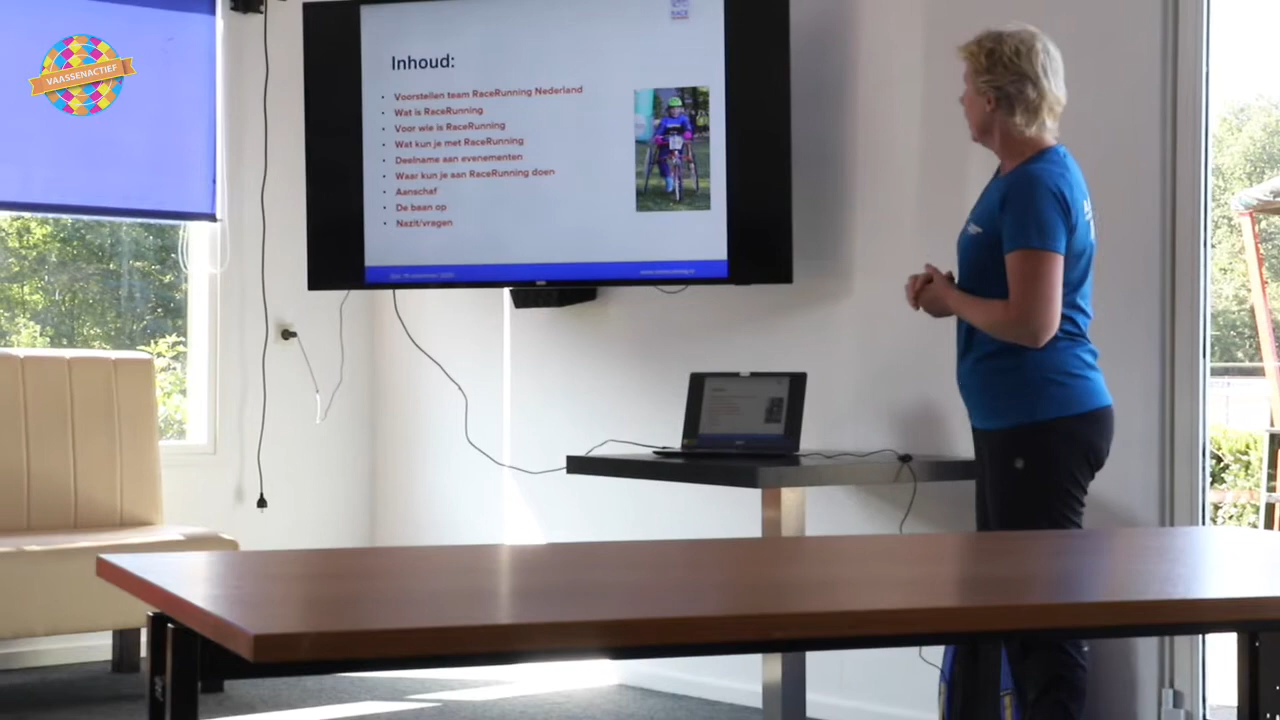 VAASSENACTIEF
RACE
Inhoud:
• Voorstellen team RaceRunning Nederland
• Wat is RaceRunning
• Voor wie is RaceRunning
• Wat kun je met RaceRunning
• Deelname aan evenementen
• Waar kun je aan RaceRunning doen
• Aanschaf
• De baan op
• Nazit/vragen